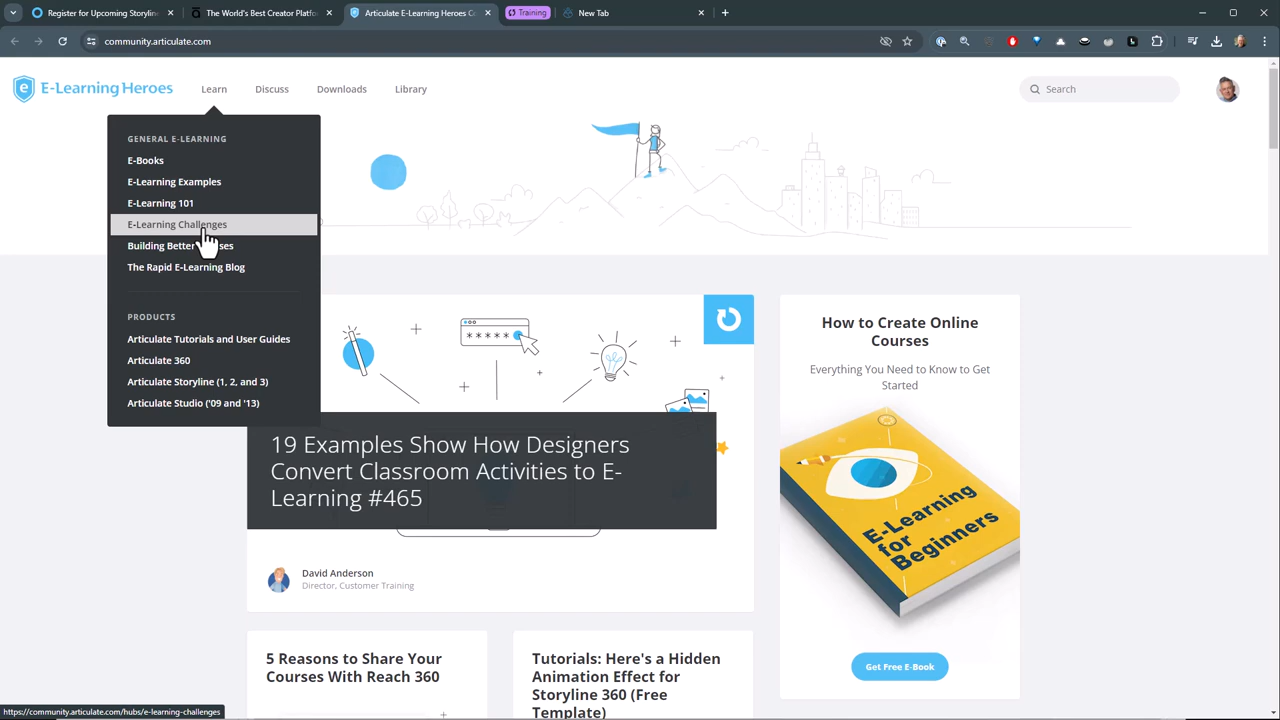 Register for Upcoming Storyline
The World's Best Creator Platfo
Articulate E-Learning Heroes Co
Training
New Tab
community.articulate.com
E-Learning Heroes
Learn
Discuss
Downloads
Library
Search
GENERAL E-LEARNING
E-Books
E-Learning Examples
E-Learning 101
E-Learning Challenges
Building Better
The Rapid E-Learning Blog
PRODUCTS
Articulate Tutorials and User Guides
Articulate 360
Articulate Storyline (1, 2, and 3)
Articulate Studio ('09 and '13)
19 Examples Show How Designers
Convert Classroom Activities to E-
Learning #465
David Anderson
Director, Customer Training
How to Create Online
Courses
Everything You Need to Know to Get
Started
E-Learning
for
Beginners
Get Free E-Book
5 Reasons to Share Your
Courses With Reach 360
Tutorials: Here's a Hidden
Animation Effect for
Storyline 360 (Free
Template)
https://community.articulate.com/hubs/e-learning-challenges